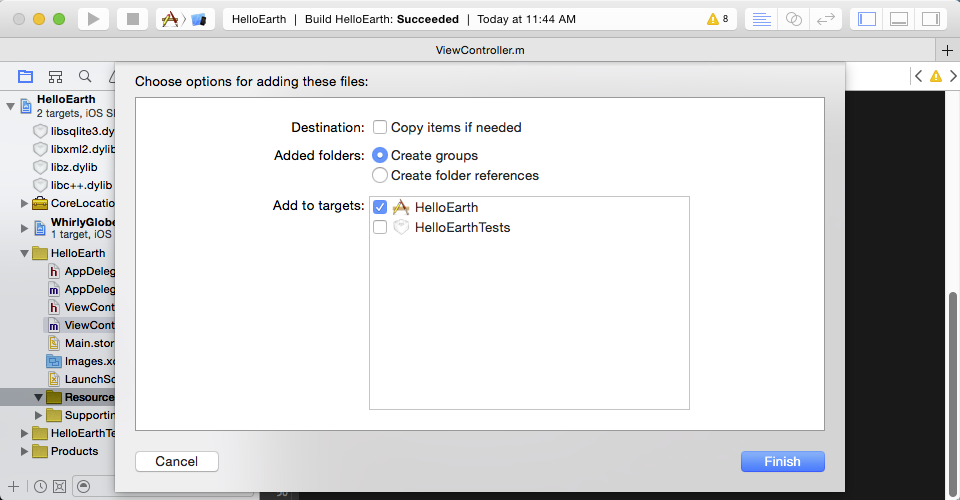 HelloEarth | Build HelloEarth: Succeeded | Today at 11:44 AM 8
ViewController.m
Choose options for adding these files:
HelloEarth
2 targets, iOS S
libsqlite3.dy
libxml2.dylib
libz.dylib
libc++.dylib
CoreLocatio
WhirlyGlobe
1 target, iOS
HelloEarth
h AppDeleg
m AppDeleg
h ViewCont
m ViewCont
Main.stor
Images.xc
LaunchSc
Resource
Supportin
HelloEarthTe
Products
Destination: Copy items if needed
Added folders: Create groups
Create folder references
Add to targets: HelloEarth
HelloEarthTests
Cancel Finish